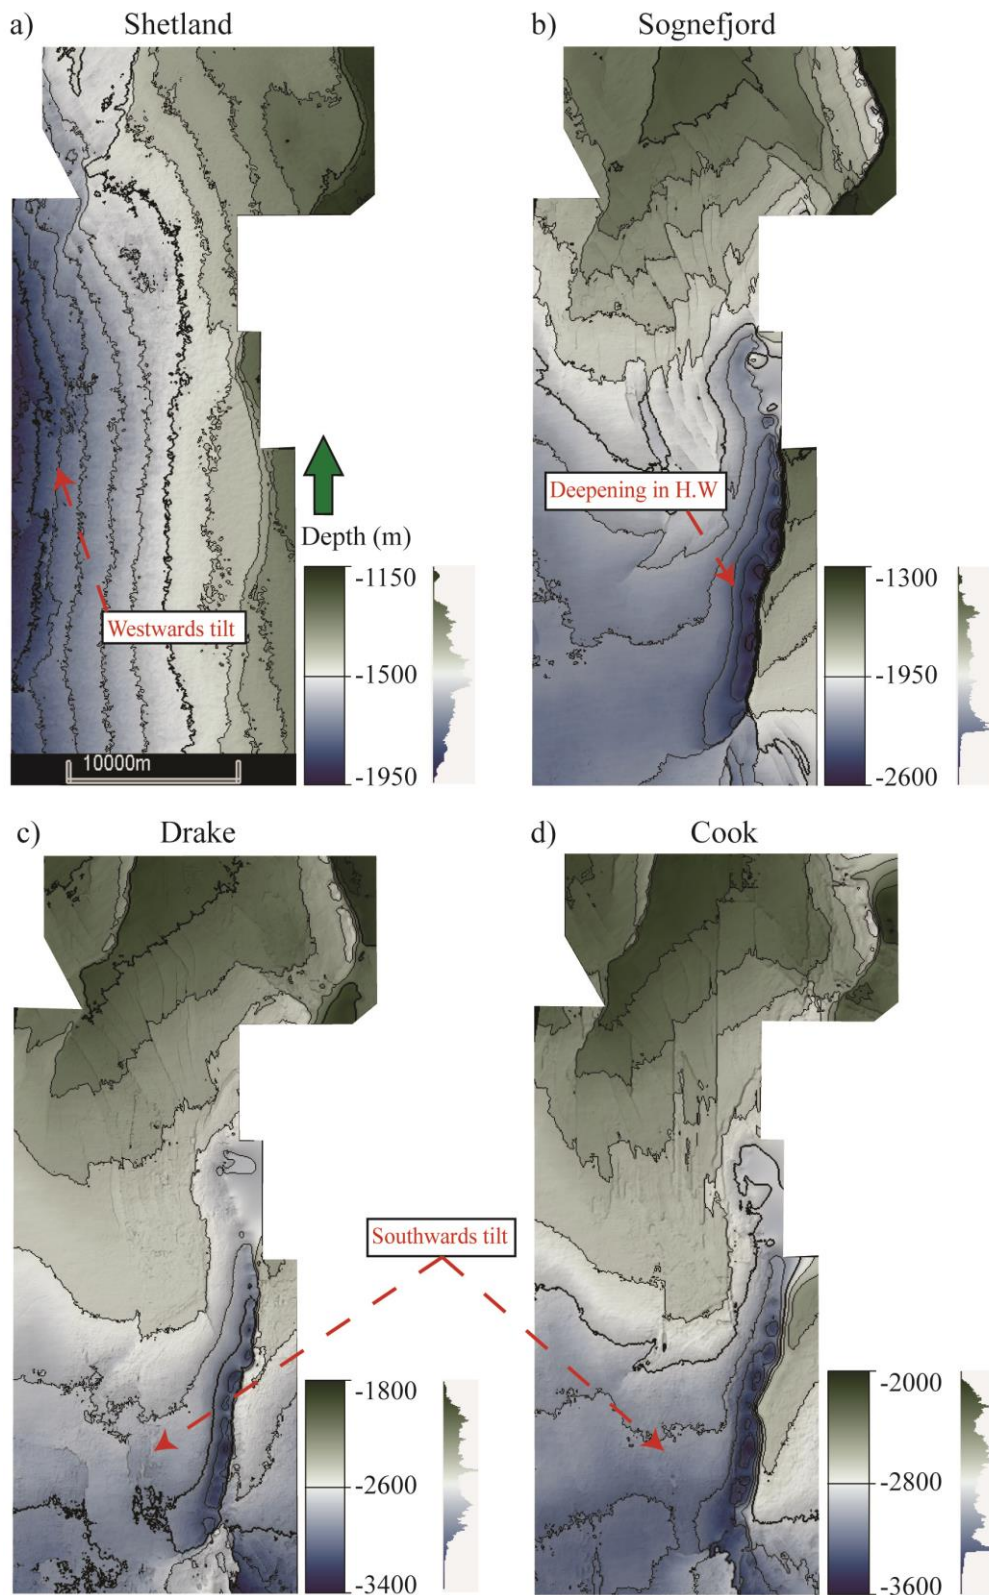 a) Shetland
b) Sognefjord
Deepening in H.W
Depth (m)
-1150
-1500
-1950
Westwards tilt
10000m
-1300
-1950
-2600
c) Drake
d) Cook
Southwards tilt
-1800
-2600
-3400
-2000
-2800
-3600